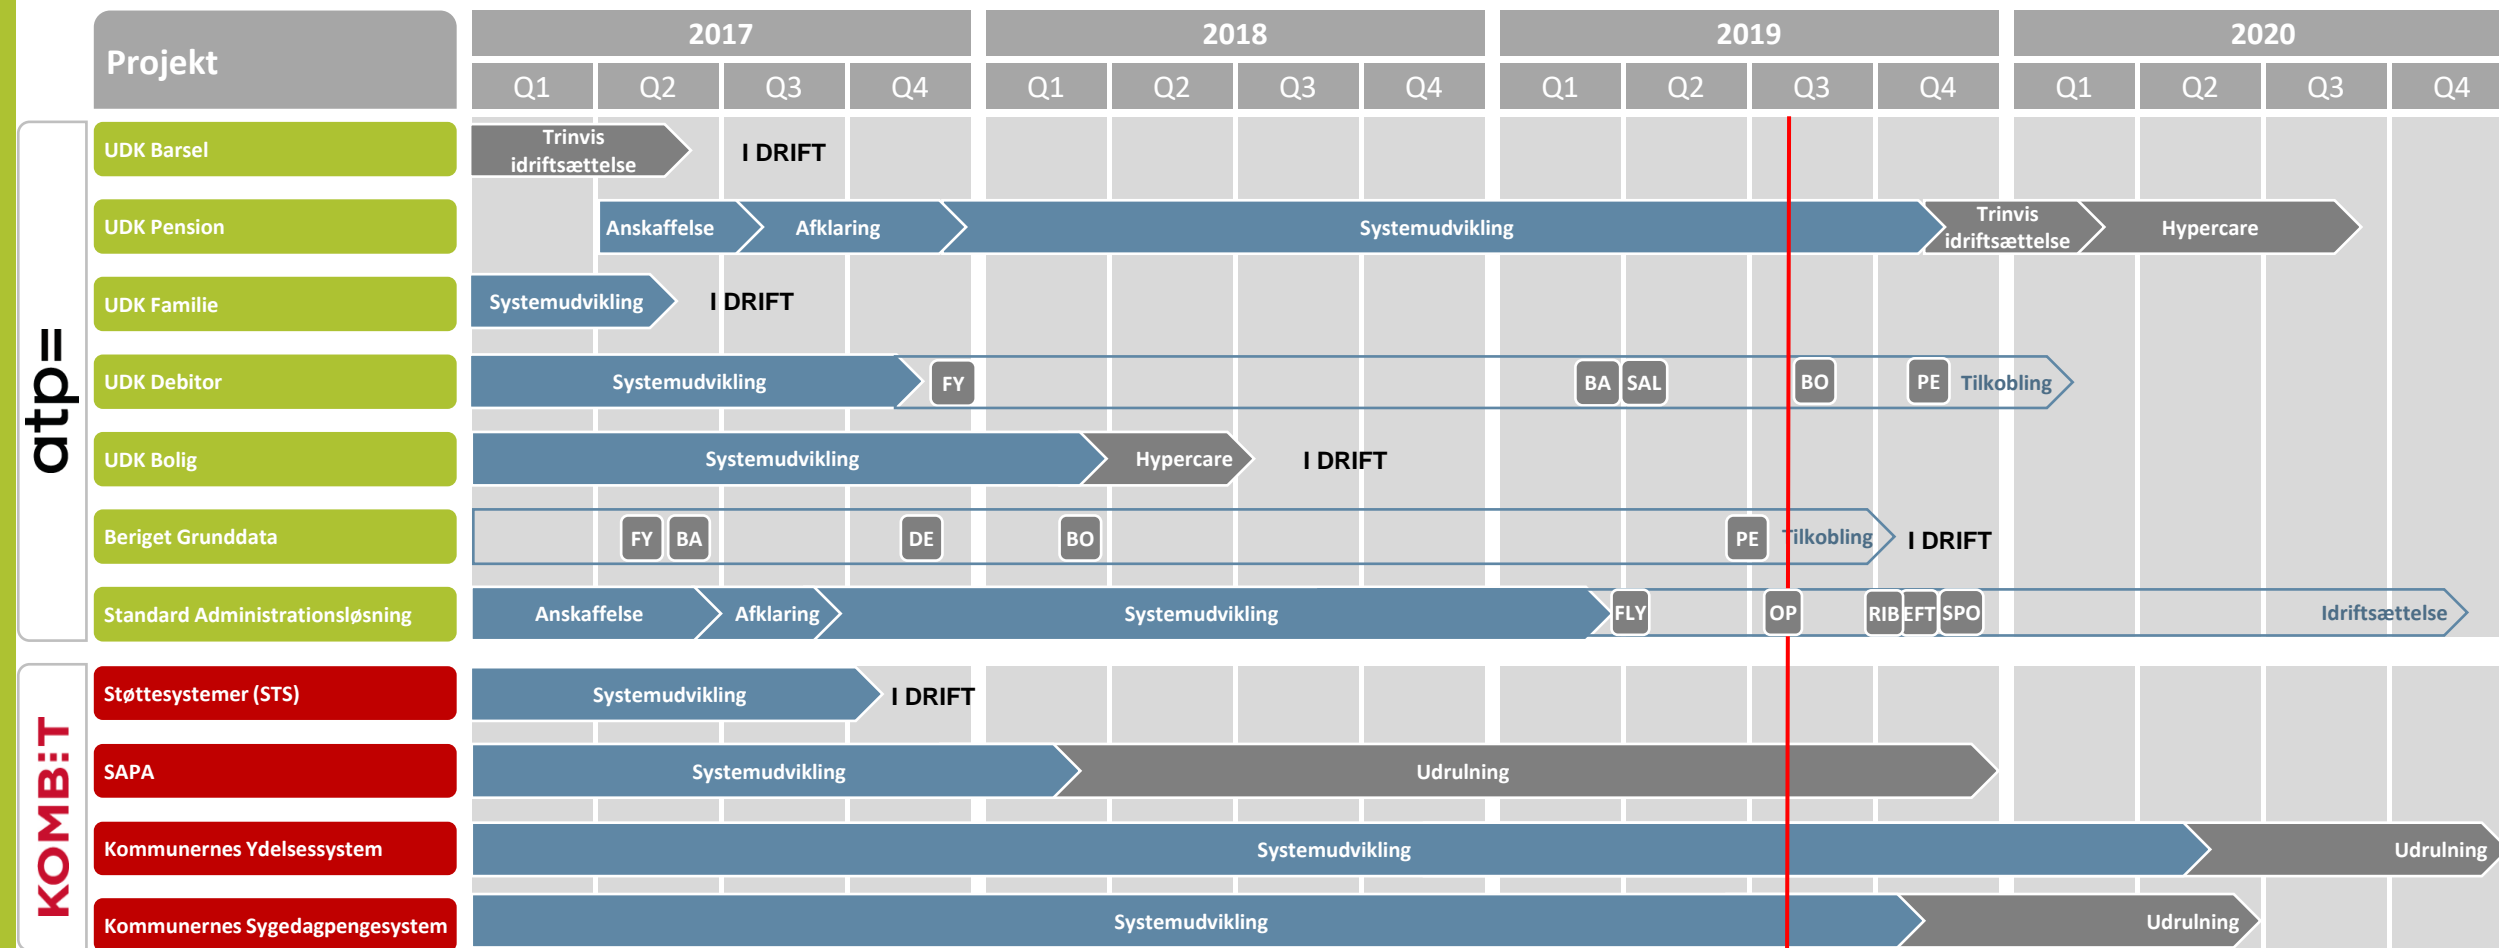 Projekt
2017
2018
2019
2020
Q1
Q2
Q3
Q4
Q1
Q2
Q3
Q4
Q1
Q2
Q3
Q4
Q1
Q2
Q3
Q4
atp=
UDK Barsel
Trinvis
idriftsættelse
I DRIFT
UDK Pension
Anskaffelse
Afklaring
Systemudvikling
Trinvis
idriftsættelse
Hypercare
UDK Familie
Systemudvikling
I DRIFT
UDK Debitor
Systemudvikling
FY
BA
SAL
BO
PE
Tilkobling
UDK Bolig
Systemudvikling
Hypercare
I DRIFT
Beriget Grunddata
FY
BA
DE
BO
PE
Tilkobling
I DRIFT
Standard Administrationsløsning
Anskaffelse
Afklaring
Systemudvikling
FLY
OP
RIB
EFT
SPO
Idriftsættelse
KOMB:T
Støttesystemer (STS)
Systemudvikling
I DRIFT
SAPA
Systemudvikling
Udrulning
Kommunernes Ydelsessystem
Systemudvikling
Udrulning
Kommunernes Sygedagpengesystem
Systemudvikling
Udrulning